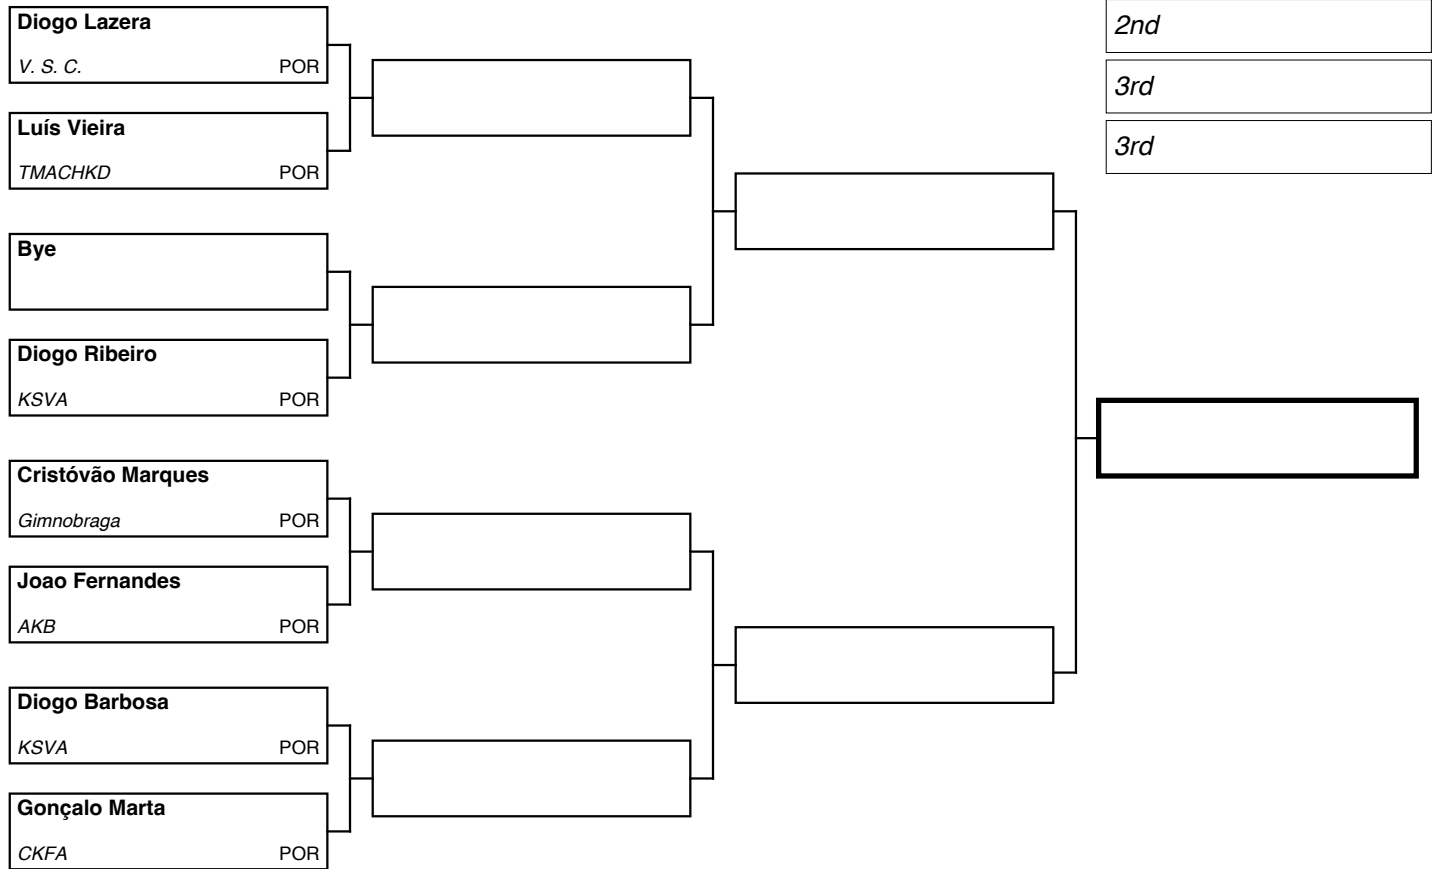 Diogo Lazera
V. S. C. POR
Luís Vieira
TMACHKD POR
Bye
Diogo Ribeiro
KSVA POR
Cristóvão Marques
Gimnobraga POR
Joao Fernandes
AKB POR
Diogo Barbosa
KSVA POR
Gonçalo Marta
CKFA POR
2nd
3rd
3rd